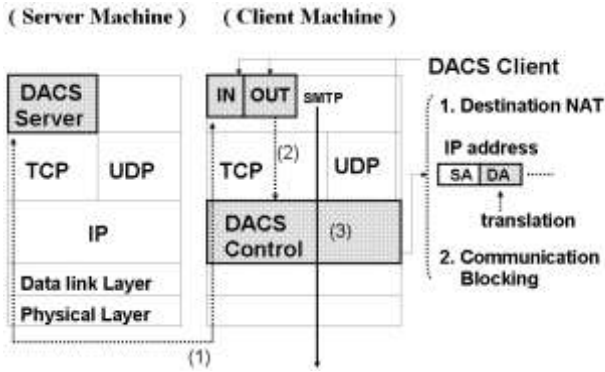 ( Server Machine )
( Client Machine )
DACS
Server
TCP
UDP
IP
Data link Layer
Physical Layer
(1)
IN
OUT
SMTP
(2)
TCP
UDP
DACS
Control
(3)
DACS Client
1. Destination NAT
IP address
SA
DA
translation
2. Communication
Blocking